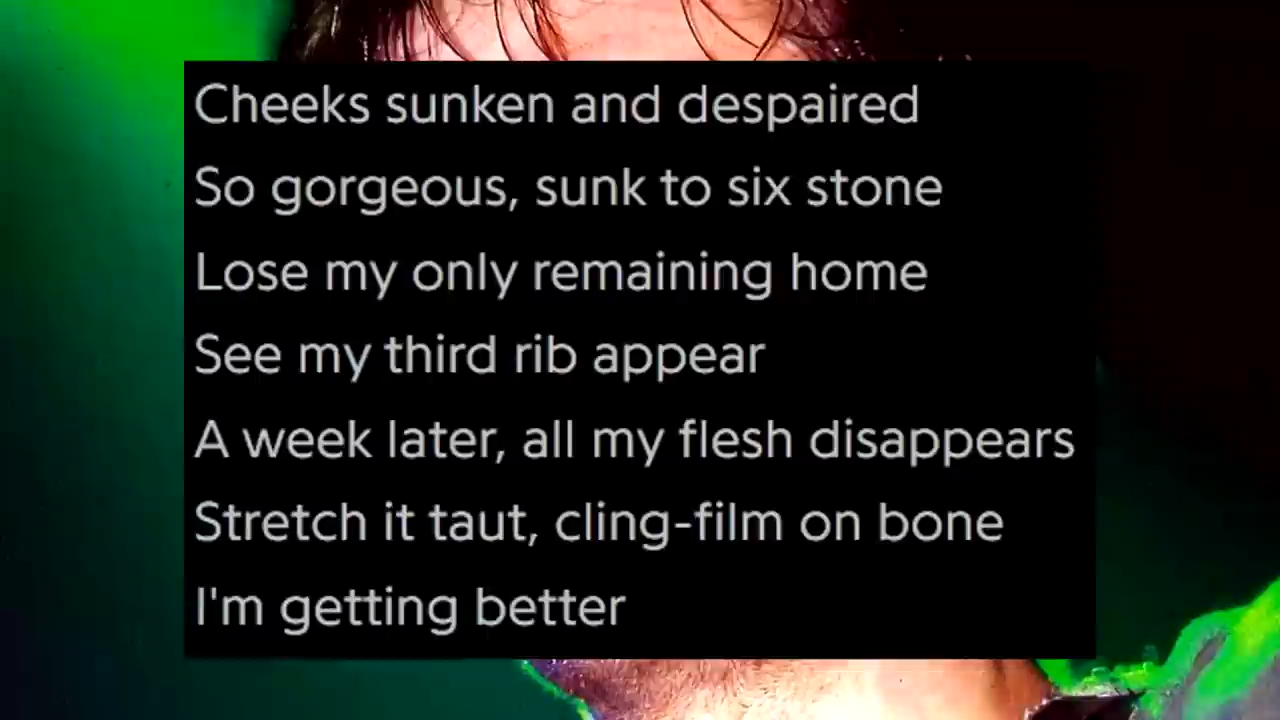 Cheeks sunken and despaired
So gorgeous, sunk to six stone
Lose my only remaining home
See my third rib appear
A week later, all my flesh disappears
Stretch it taut, cling-film on bone
I'm getting better